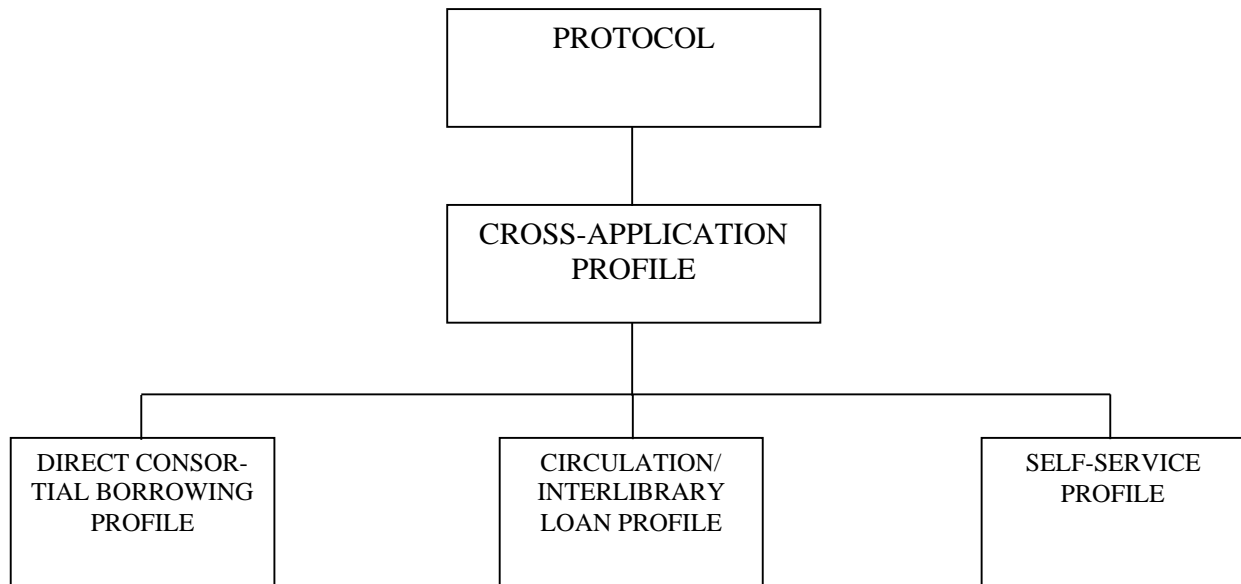 PROTOCOL
CROSS-APPLICATION
PROFILE
DIRECT CONSOR-
TIAL BORROWING
PROFILE
CIRCULATION/
INTERLIBRARY
LOAN PROFILE
SELF-SERVICE
PROFILE